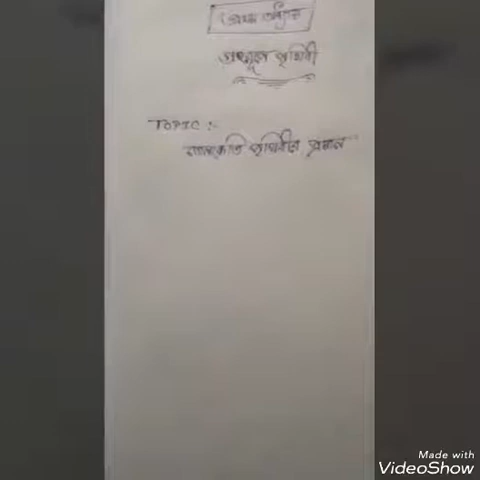 প্রথম অধ্যায়
গ্রহরূপে পৃথিবী
TOPIC :-
গোলাকৃতি পৃথিবীর প্রমাণ
Made with
VideoShow